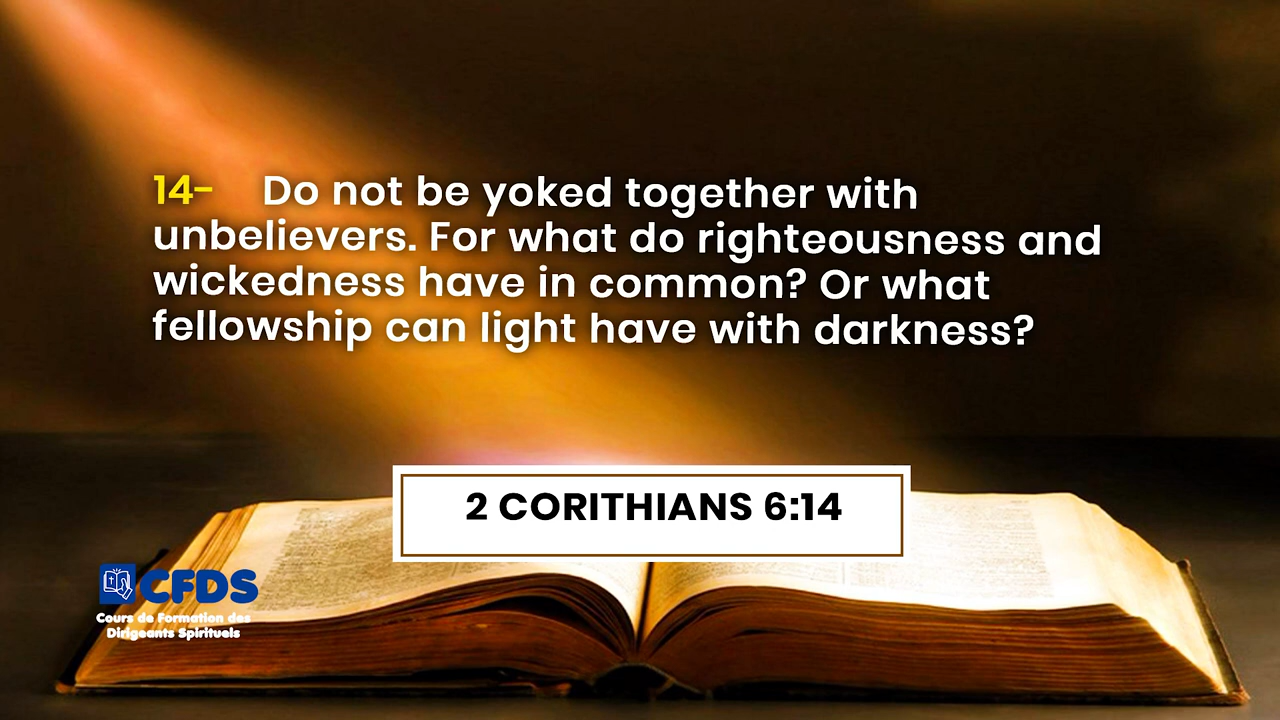 14- Do not be yoked together with
unbelievers. For what do righteousness and
wickedness have in common? Or what
fellowship can light have with darkness?
2 CORITHIANS 6:14
CFDS
Cours de Formation des
Dirigeants Spirituels